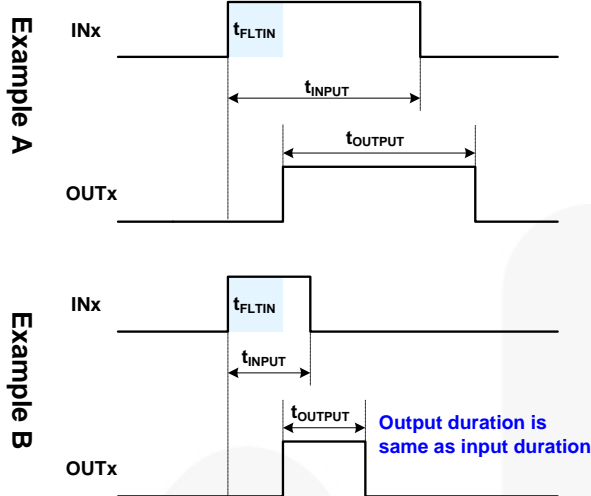 Example A
INx
tFLTIN
tINPUT
tOUTPUT
OUTx
Example B
INx
tFLTIN
tINPUT
tOUTPUT
Output duration is
same as input duration
OUTx